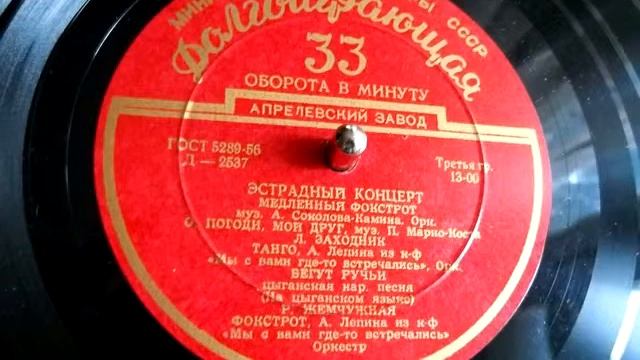 МИН
Ы СССР
Долгоиграющая
33
ОБОРОТА В МИНУТУ
АПРЕЛЕВСКИЙ ЗАВОД
ГОСТ 5289-56
Д — 2537
Третья гр.
13-00
ЭСТРАДНЫЙ КОНЦЕРТ
МЕДЛЕННЫЙ ФОКСТРОТ
муз. А. Соколова-Камина. Орк.
О, ПОГОДИ, МОЙ ДРУГ, муз. П. Марио-Коста
Л. ЗАХОДНИК
ТАНГО, А. Лепина из к-ф
«Мы с вами где-то встречались», Орк.
БЕГУТ РУЧЬИ
цыганская нар. песня
(На цыганском языке)
Р. ЖЕМЧУЖНАЯ
ФОКСТРОТ, А. Лепина из к-ф
«Мы с вами где-то встречались»
Оркестр